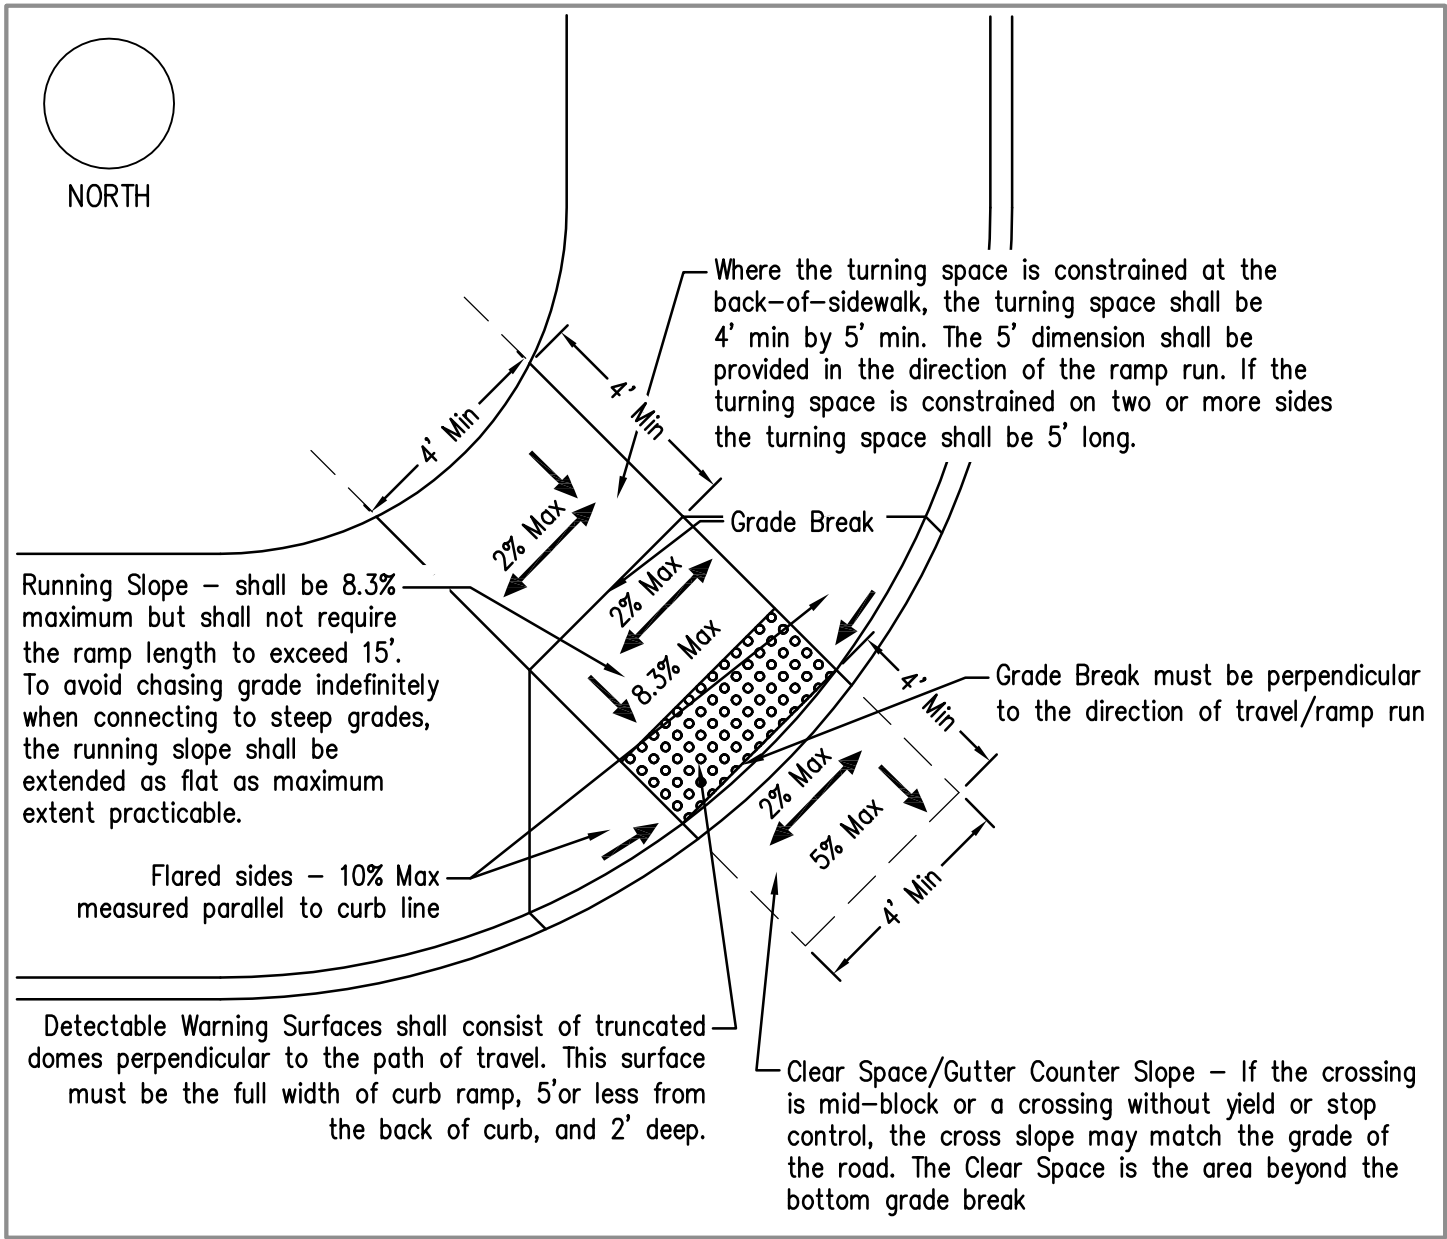 NORTH
Where the turning space is constrained at the
back-of-sidewalk, the turning space shall be
4' min by 5' min. The 5' dimension shall be
provided in the direction of the ramp run. If the
turning space is constrained on two or more sides
the turning space shall be 5' long.
4' Min
4' Min
2% Max
Grade Break
Running Slope - shall be 8.3%
maximum but shall not require
the ramp length to exceed 15'.
To avoid chasing grade indefinitely
when connecting to steep grades,
the running slope shall be
extended as flat as maximum
extent practicable.
2% Max
8.3% Max
Grade Break must be perpendicular
to the direction of travel/ramp run
4' Min
2% Max
5% Max
4' Min
Flared sides - 10% Max
measured parallel to curb line
Detectable Warning Surfaces shall consist of truncated
domes perpendicular to the path of travel. This surface
must be the full width of curb ramp, 5'or less from
the back of curb, and 2' deep.
Clear Space/Gutter Counter Slope - If the crossing
is mid-block or a crossing without yield or stop
control, the cross slope may match the grade of
the road. The Clear Space is the area beyond the
bottom grade break